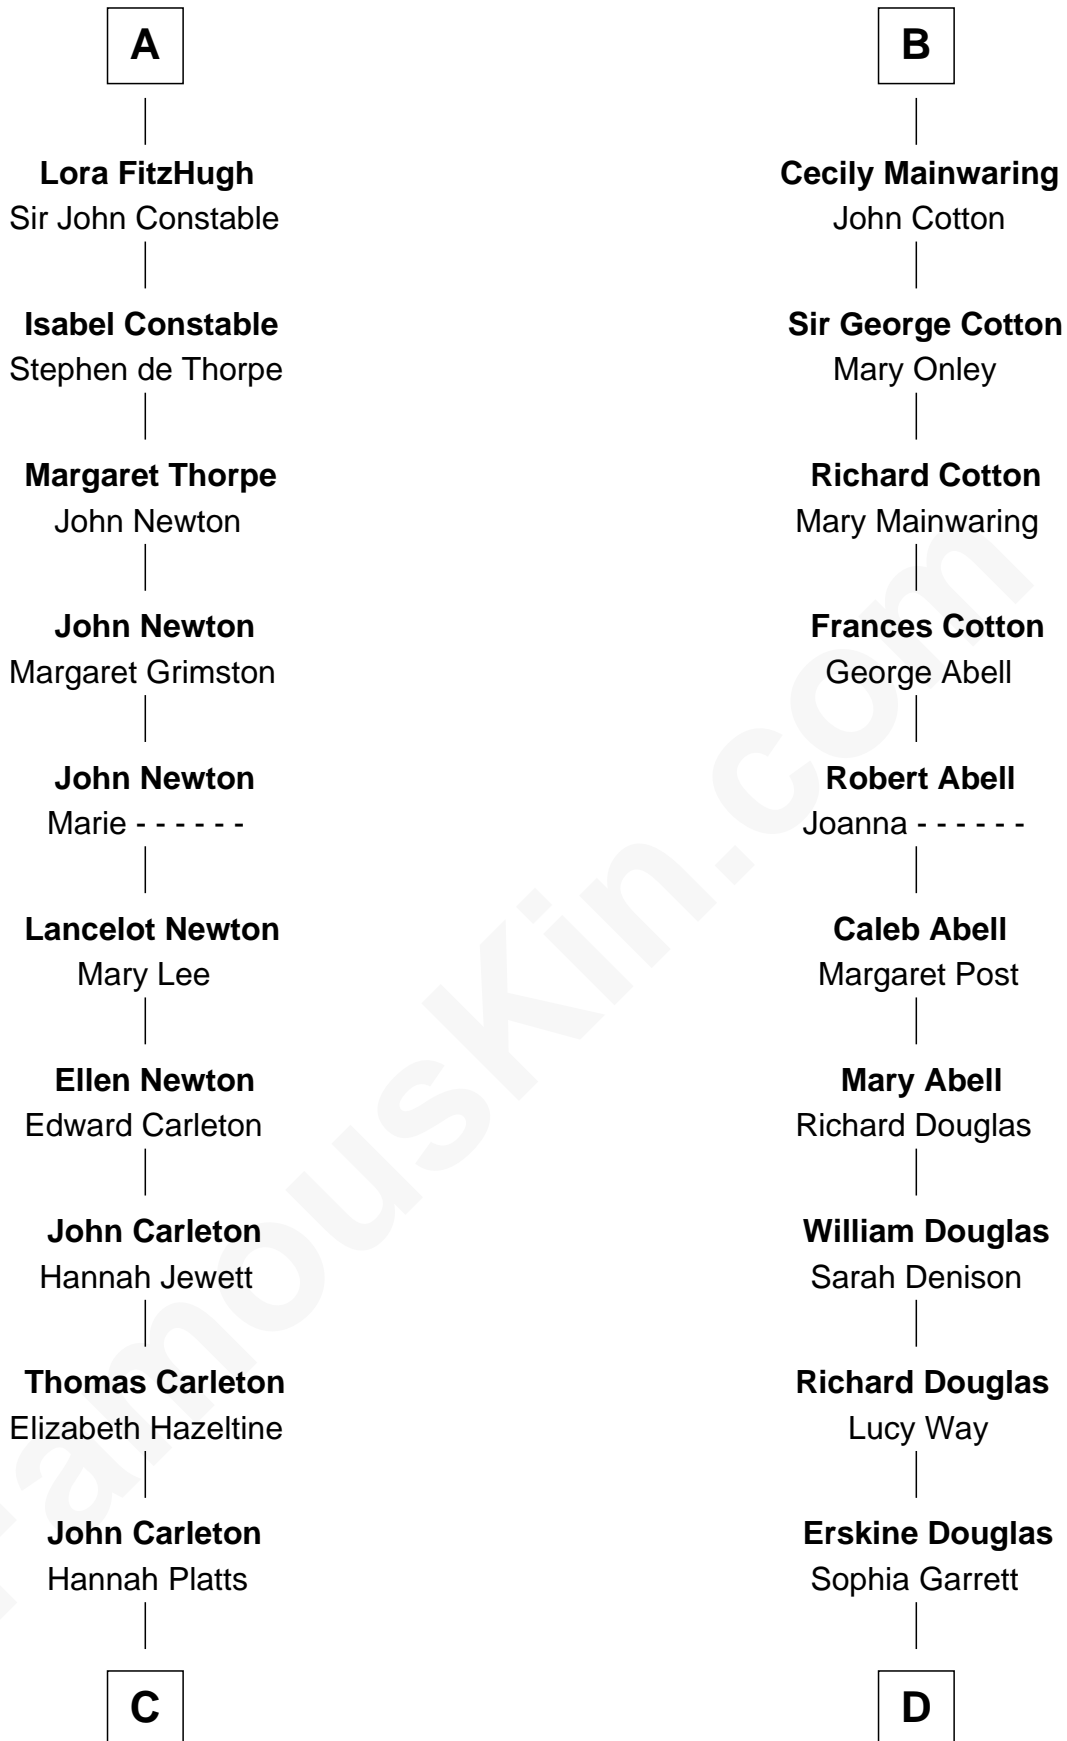 A
Lora FitzHugh
Sir John Constable
Isabel Constable
Stephen de Thorpe
Margaret Thorpe
John Newton
John Newton
Margaret Grimston
John Newton
Marie - - - - - -
Lancelot Newton
Mary Lee
Ellen Newton
Edward Carleton
John Carleton
Hannah Jewett
Thomas Carleton
Elizabeth Hazeltine
John Carleton
Hannah Platts
C
B
Cecily Mainwaring
John Cotton
Sir George Cotton
Mary Onley
Richard Cotton
Mary Mainwaring
Frances Cotton
George Abell
Robert Abell
Joanna - - - - - -
Caleb Abell
Margaret Post
Mary Abell
Richard Douglas
William Douglas
Sarah Denison
Richard Douglas
Lucy Way
Erskine Douglas
Sophia Garrett
D
FamousKin.com